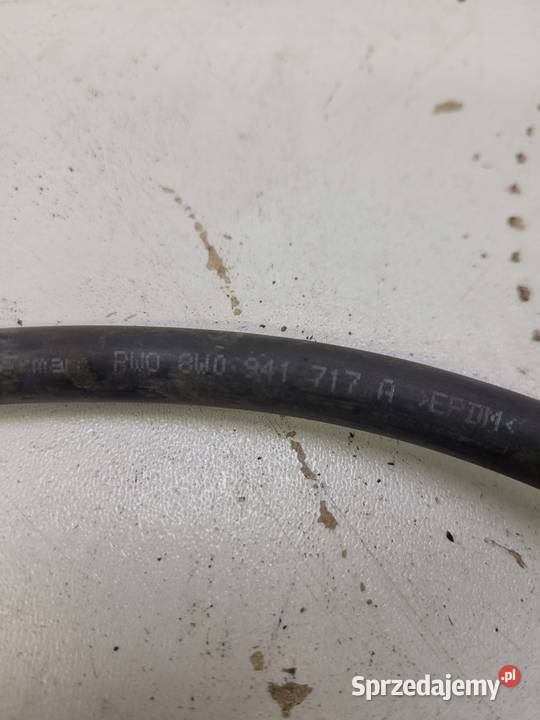 RWO 8W0 941 717 A >EPDM<
Sprzedajemy.pl